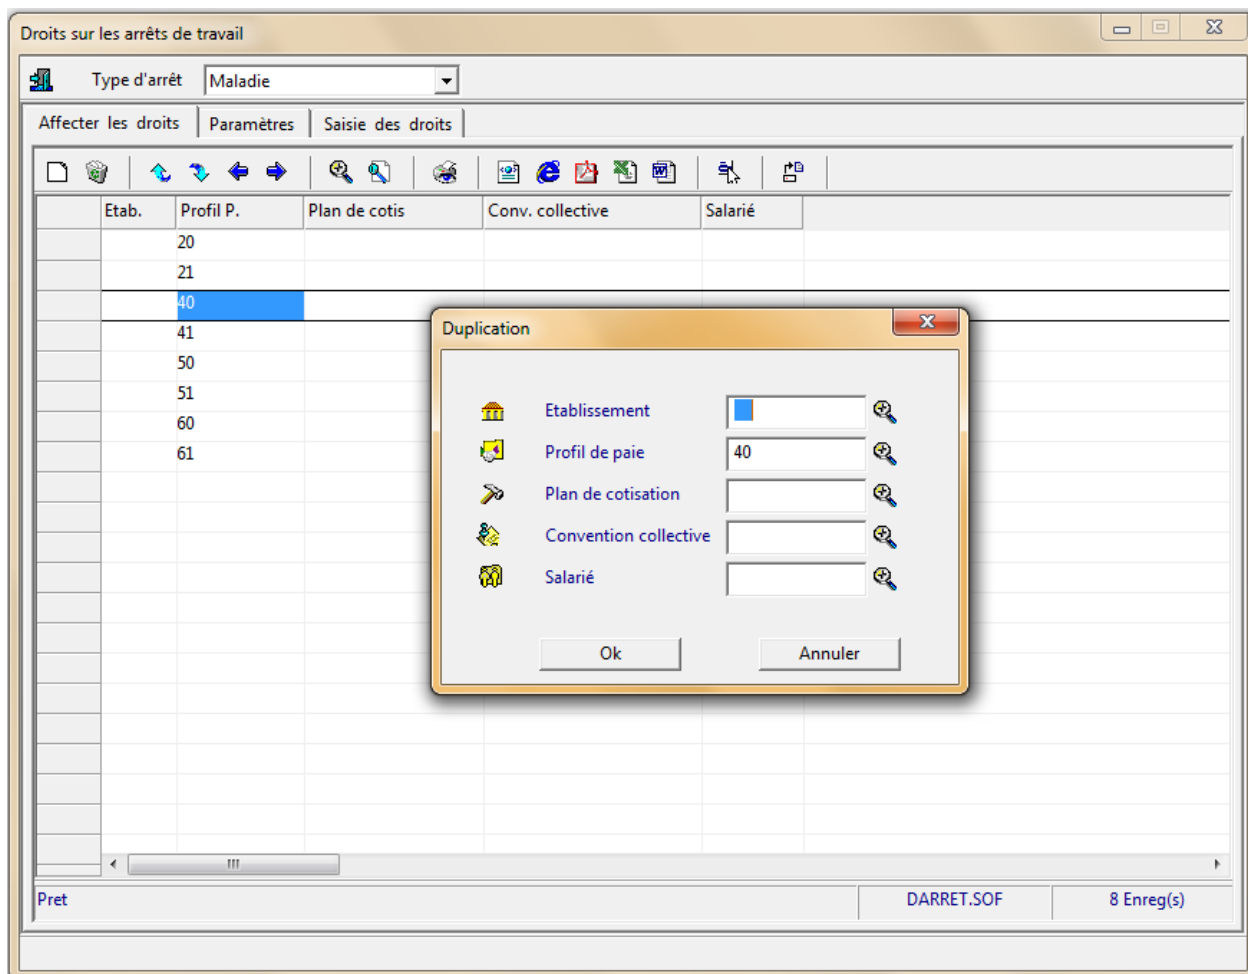 Droits sur les arrêts de travail
Type d'arrêt Maladie
Affecter les droits Paramètres Saisie des droits
Etab. Profil P. Plan de cotis Conv. collective Salarié
20
21
40
41
50
51
60
61
Duplication
Etablissement
Profil de paie 40
Plan de cotisation
Convention collective
Salarié
Ok Annuler
Pret DARRET.SOF 8 Enreg(s)